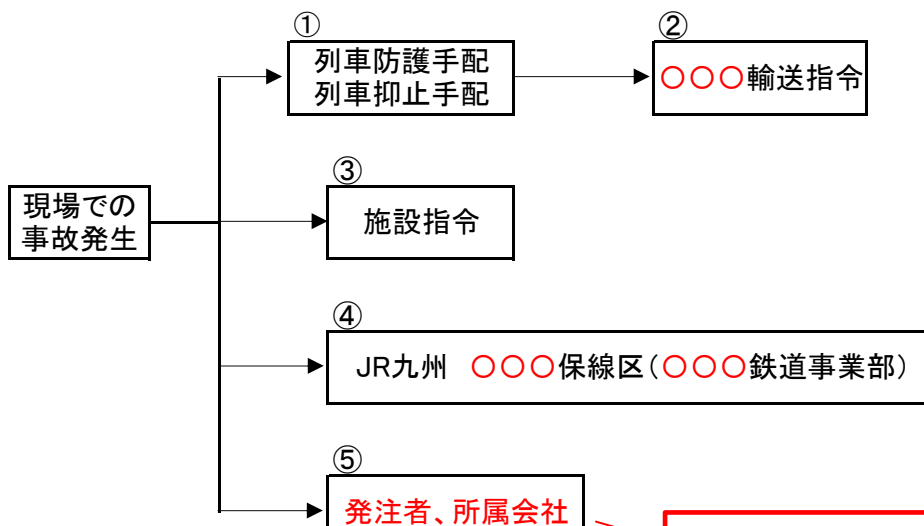 ①
列車防護手配
列車抑止手配
②
○○○輸送指令
③
施設指令
現場での
事故発生
④
JR九州 ○○○保線区(○○○鉄道事業部)
⑤
発注者、所属会社